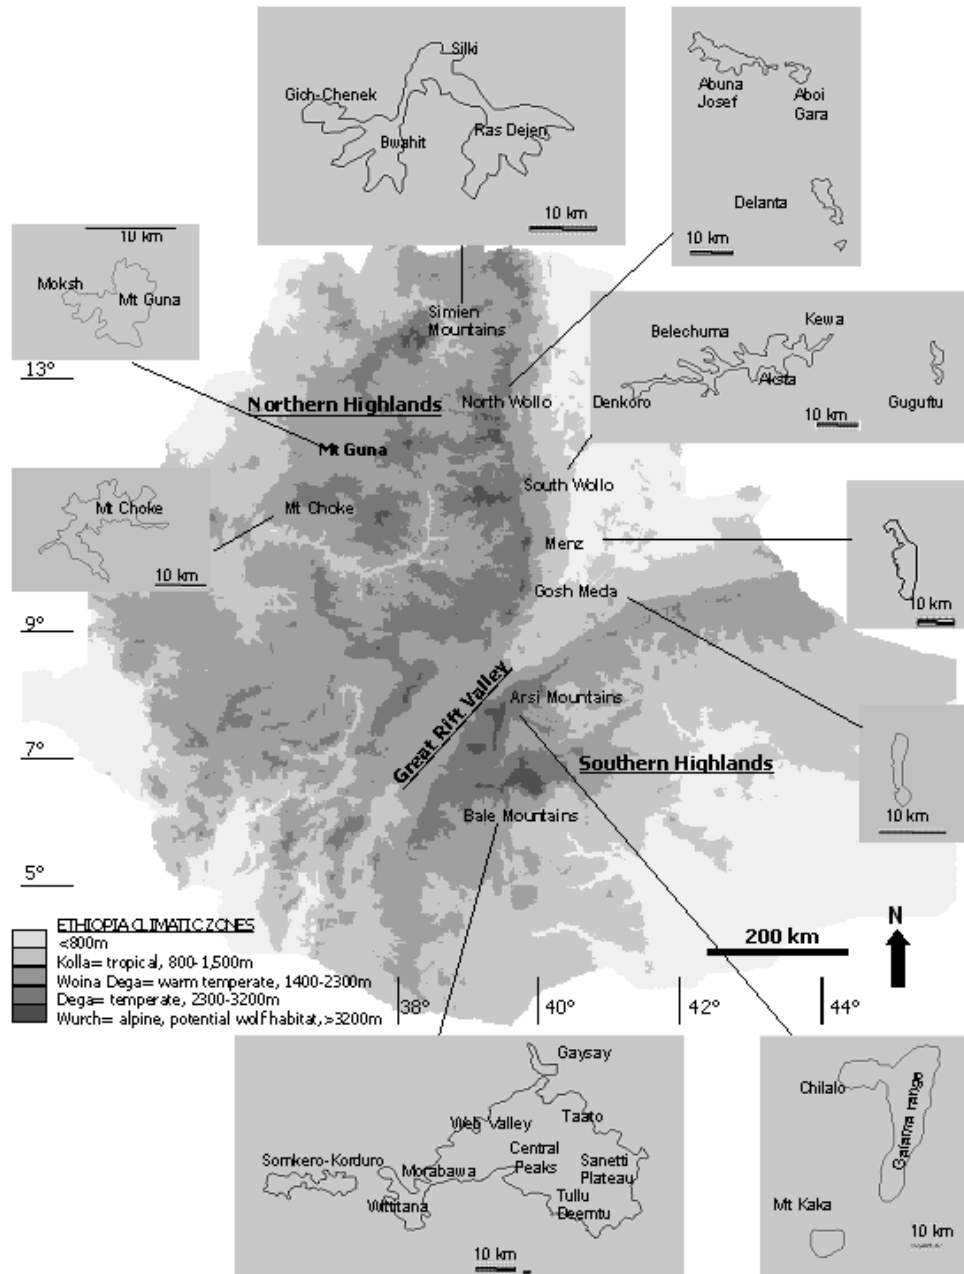 Silki
Gich-Chenek
Bwahit
Ras Dejen
10 km
Abuna
Josef
Aboi
Gara
Delanta
10 km
10 km
Moksh
Mt Guna
Simien
Mountains
Belechuma
Kewa
Aksta
Denkoro
Guguftu
10 km
13°
Northern Highlands
North Wollo
Mt Guna
South Wollo
Mt Choke
10 km
Mt Choke
Menz
10 km
Gosh Meda
9°
Great Rift Valley
Arsi Mountains
7°
Southern Highlands
10 km
Bale Mountains
5°
ETHIOPIA CLIMATIC ZONES
<800m
Kolla= tropical, 800-1,500m
Woina Dega= warm temperate, 1400-2300m
Dega= temperate, 2300-3200m
Wurch= alpine, potential wolf habitat, >3200m
200 km
N
38°
40°
42°
44°
Gaysay
Web Valley
Taato
Central
Peaks
Sanetti
Plateau
Somkero-Korduro
Morabawa
Wittitana
Tullu
Deemtu
10 km
Chilalo
Galama range
Mt Kaka
10 km